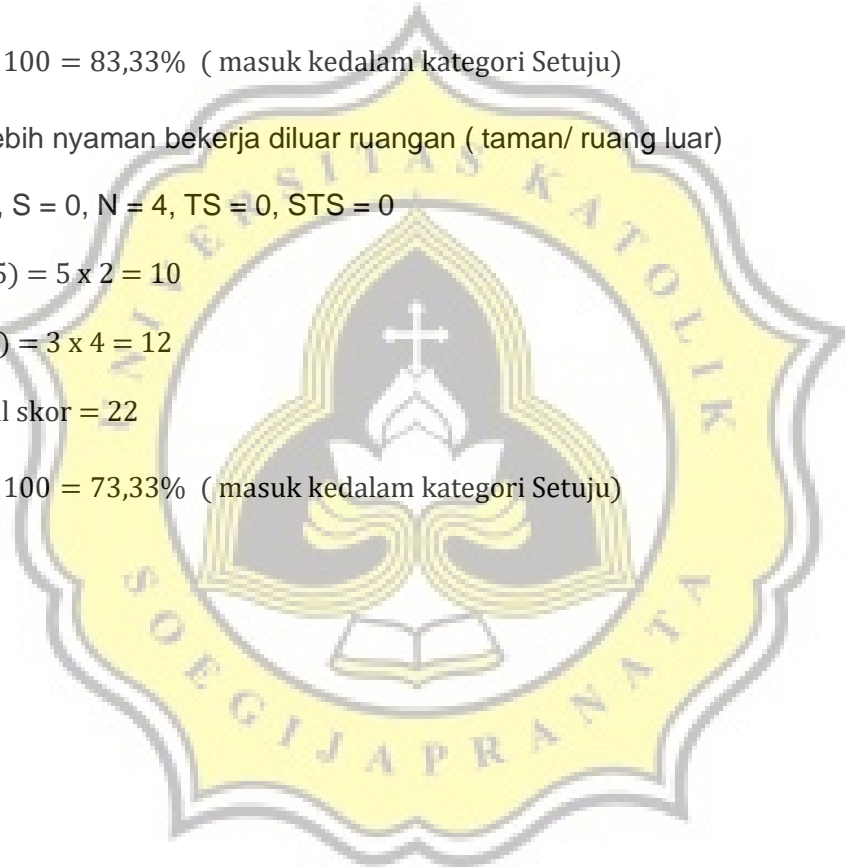 100 = 83,33% ( masuk kedalam kategori Setuju)
ebih nyaman bekerja diluar ruangan ( taman/ ruang luar)
, S = 0, N = 4, TS = 0, STS = 0
5) = 5 x 2 = 10
) = 3 x 4 = 12
l skor = 22
100 = 73,33% ( masuk kedalam kategori Setuju)
UNIVERSITAS KATOLIK
SOEGIJAPRANATA